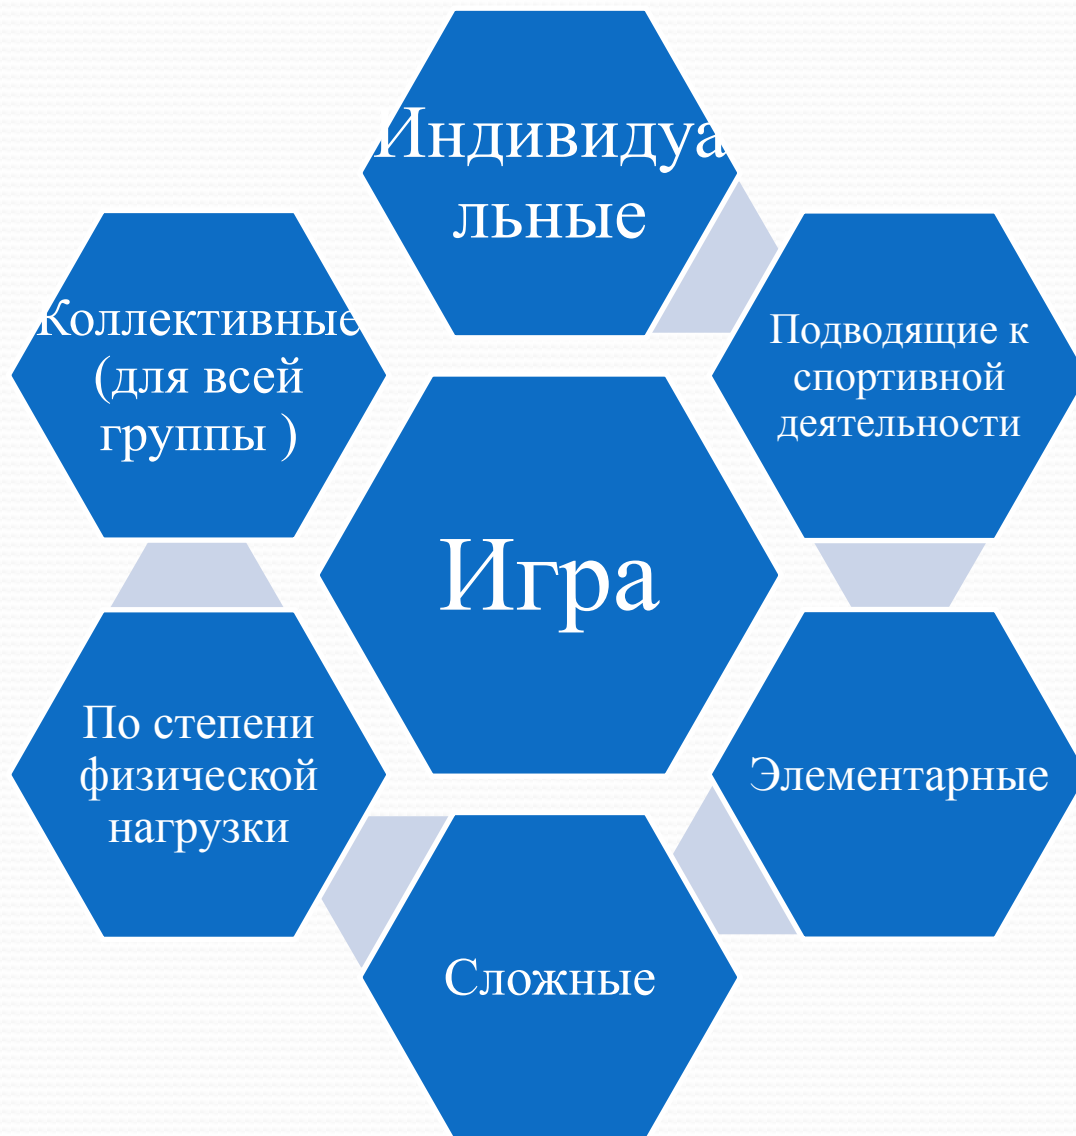 Индивидуа
льные
Коллективные
(для всей
группы )
Подводящие к
спортивной
деятельности
Игра
По степени
физической
нагрузки
Элементарные
Сложные